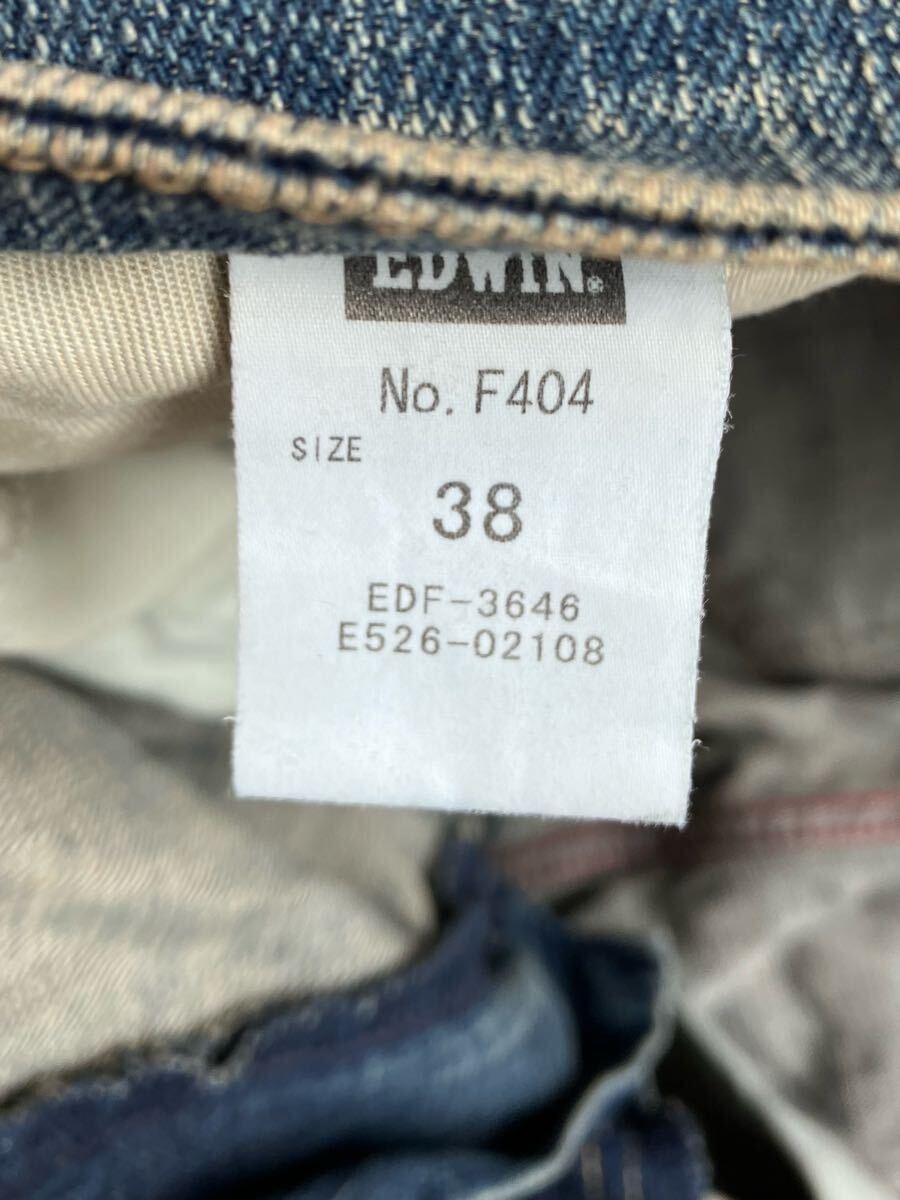 EDWIN
No. F404
SIZE
38
EDF-3646
E526-02108